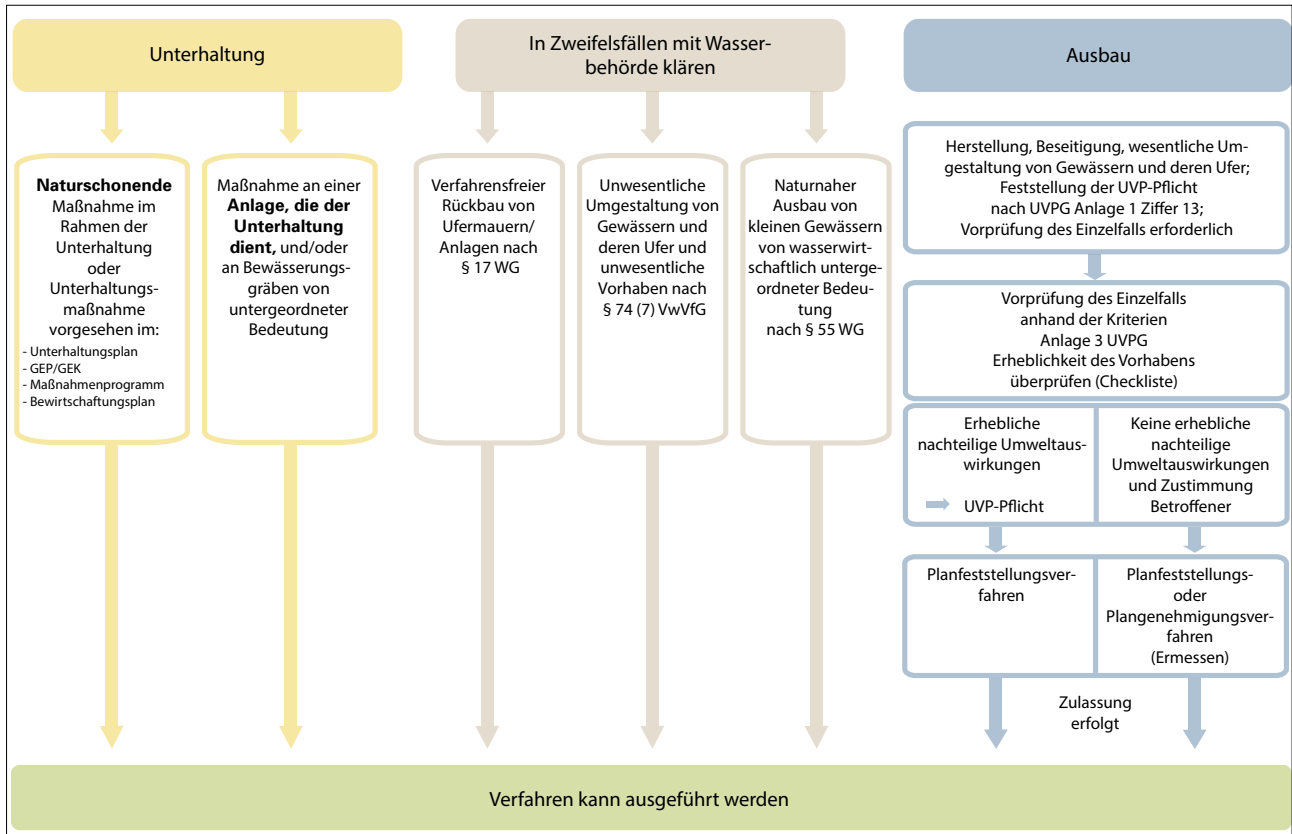 Unterhaltung
In Zweifelsfällen mit Wasser-
behörde klären
Ausbau
Naturschonende
Maßnahme im
Rahmen der
Unterhaltung
oder
Unterhaltungs-
maßnahme
vorgesehen im:
- Unterhaltungsplan
- GEP/GEK
- Maßnahmenprogramm
- Bewirtschaftungsplan
Maßnahme an einer
Anlage, die der
Unterhaltung
dient, und/oder
an Bewässerungs-
gräben von
untergeordneter
Bedeutung
Verfahrensfreier
Rückbau von
Ufermauern/
Anlagen nach
§ 17 WG
Unwesentliche
Umgestaltung von
Gewässern und
deren Ufer und
unwesentliche
Vorhaben nach
§ 74 (7) VwVfG
Naturnaher
Ausbau von
kleinen Gewässern
von wasserwirt-
schaftlich unterge-
ordneter Bedeu-
tung
nach § 55 WG
Herstellung, Beseitigung, wesentliche Um-
gestaltung von Gewässern und deren Ufer;
Feststellung der UVP-Pflicht
nach UVPG Anlage 1 Ziffer 13;
Vorprüfung des Einzelfalls erforderlich
Vorprüfung des Einzelfalls
anhand der Kriterien
Anlage 3 UVPG
Erheblichkeit des Vorhabens
überprüfen (Checkliste)
Erhebliche
nachteilige Umweltaus-
wirkungen
UVP-Pflicht
Keine erhebliche
nachteilige
Umweltauswirkungen
und Zustimmung
Betroffener
Planfeststellungsver-
fahren
Planfeststellungs-
oder
Plangenehmigungsver-
fahren
(Ermessen)
Zulassung
erfolgt
Verfahren kann ausgeführt werden